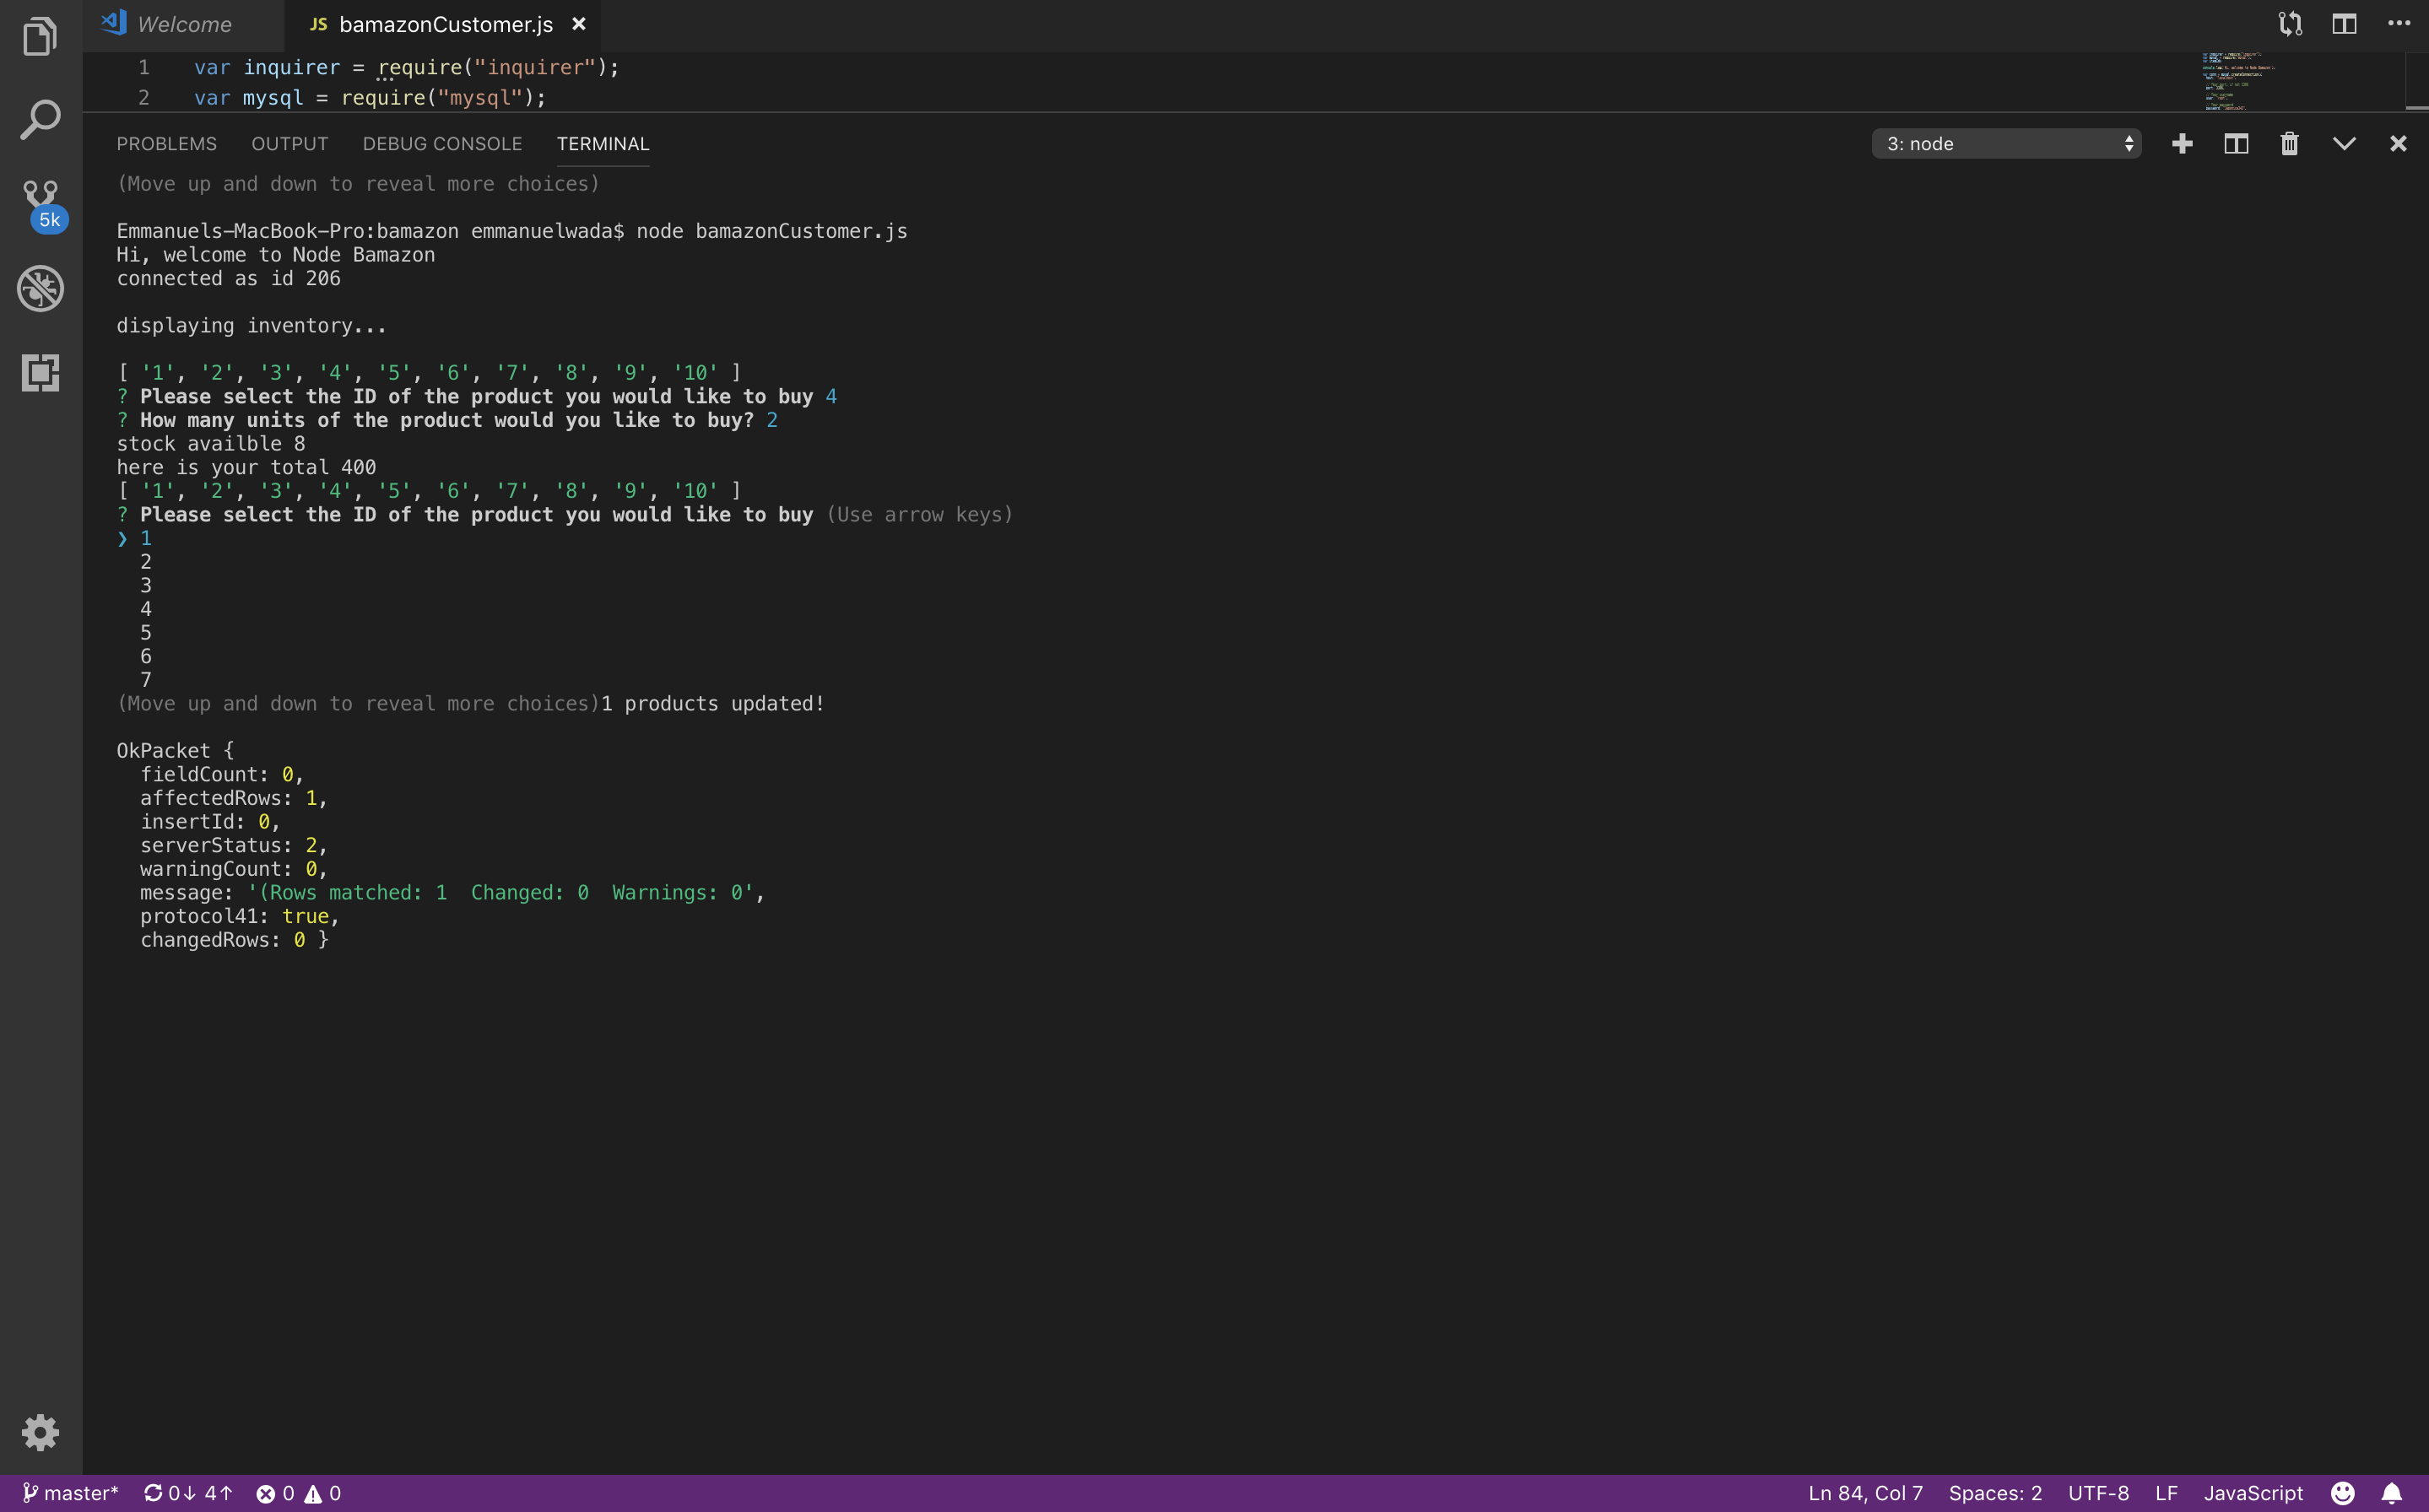 Welcome
JS bamazonCustomer.js ×
1 var inquirer = require("inquirer");
2 var mysql = require("mysql");
PROBLEMS OUTPUT DEBUG CONSOLE TERMINAL 3: node
(Move up and down to reveal more choices)
Emmanuels-MacBook-Pro:bamazon emmanuelwada$ node bamazonCustomer.js
Hi, welcome to Node Bamazon
connected as id 206
displaying inventory...
[ '1', '2', '3', '4', '5', '6', '7', '8', '9', '10' ]
? Please select the ID of the product you would like to buy 4
? How many units of the product would you like to buy? 2
stock availble 8
here is your total 400
[ '1', '2', '3', '4', '5', '6', '7', '8', '9', '10' ]
? Please select the ID of the product you would like to buy (Use arrow keys)
❯ 1
2
3
4
5
6
7
(Move up and down to reveal more choices)1 products updated!
OkPacket {
fieldCount: 0,
affectedRows: 1,
insertId: 0,
serverStatus: 2,
warningCount: 0,
message: '(Rows matched: 1  Changed: 0  Warnings: 0',
protocol41: true,
changedRows: 0 }
5k
master* 0↓ 4↑ 0 0 Ln 84, Col 7 Spaces: 2 UTF-8 LF JavaScript